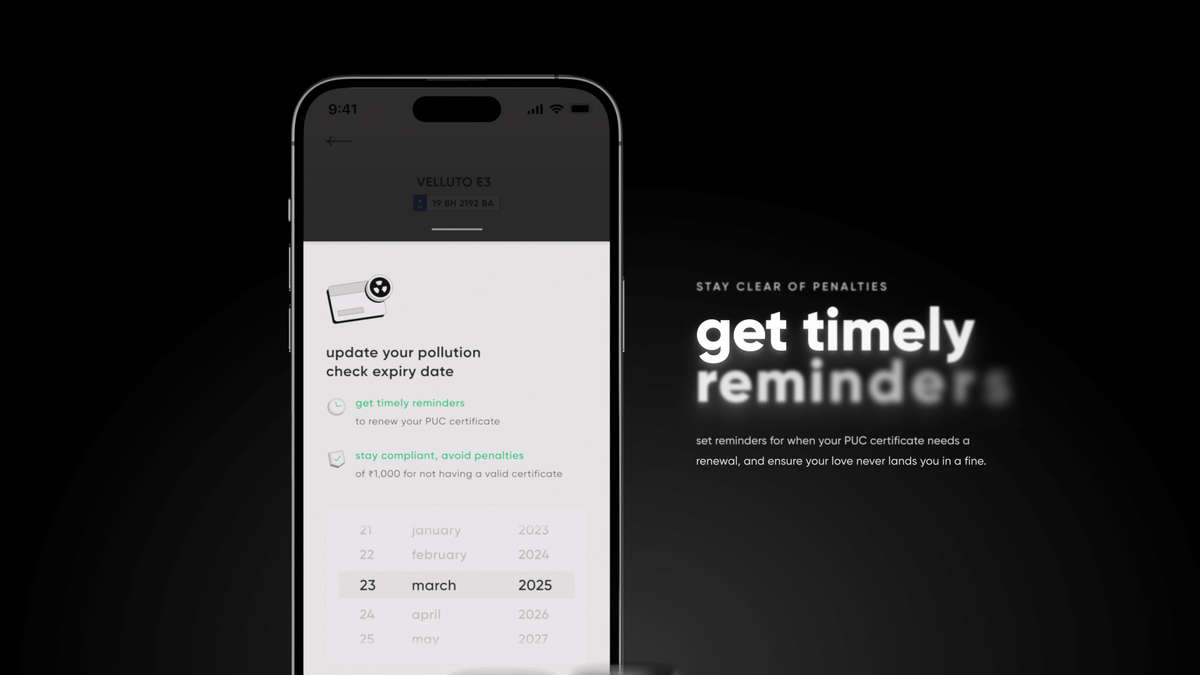 9:41
VELLUTO E3
19 BH 2192 BA
update your pollution
check expiry date
get timely reminders
to renew your PUC certificate
stay compliant, avoid penalties
of ₹1,000 for not having a valid certificate
21 january 2023
22 february 2024
23 march 2025
24 april 2026
25 may 2027
STAY CLEAR OF PENALTIES
get timely
reminders
set reminders for when your PUC certificate needs a
renewal, and ensure your love never lands you in a fine.